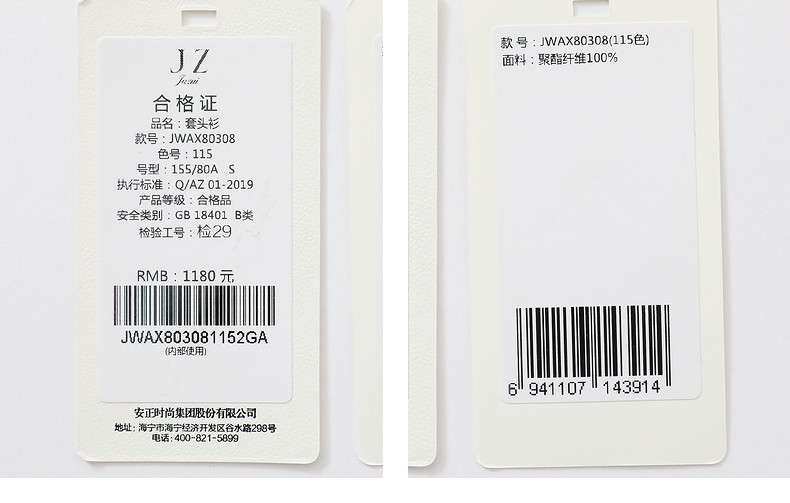 JZ
Juzui
合格证
品名：套头衫
款号：JWAX80308
色号：115
号型：155/80A S
执行标准：Q/AZ 01-2019
产品等级：合格品
安全类别：GB 18401 B类
检验工号：检29
RMB：1180 元
JWAX803081152GA
(内部使用)
安正时尚集团股份有限公司
地址：海宁市海宁经济开发区谷水路298号
电话：400-821-5899
款 号：JWAX80308(115色)
面料：聚酯纤维100%
6 941107 143914